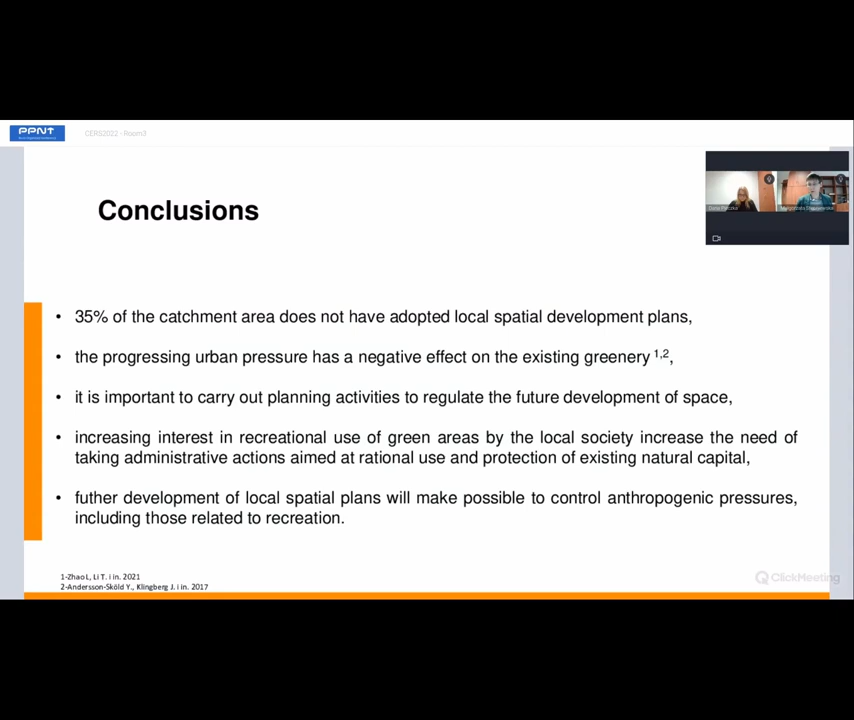 PPNT
CERS2022 - Room3
Conclusions
• 35% of the catchment area does not have adopted local spatial development plans,
• the progressing urban pressure has a negative effect on the existing greenery 1,2,
• it is important to carry out planning activities to regulate the future development of space,
• increasing interest in recreational use of green areas by the local society increase the need of
taking administrative actions aimed at rational use and protection of existing natural capital,
• futher development of local spatial plans will make possible to control anthropogenic pressures,
including those related to recreation.
1-Zhao L, Li T. i in. 2021
2-Andersson-Sköld Y., Klingberg J. i in. 2017
ClickMeeting